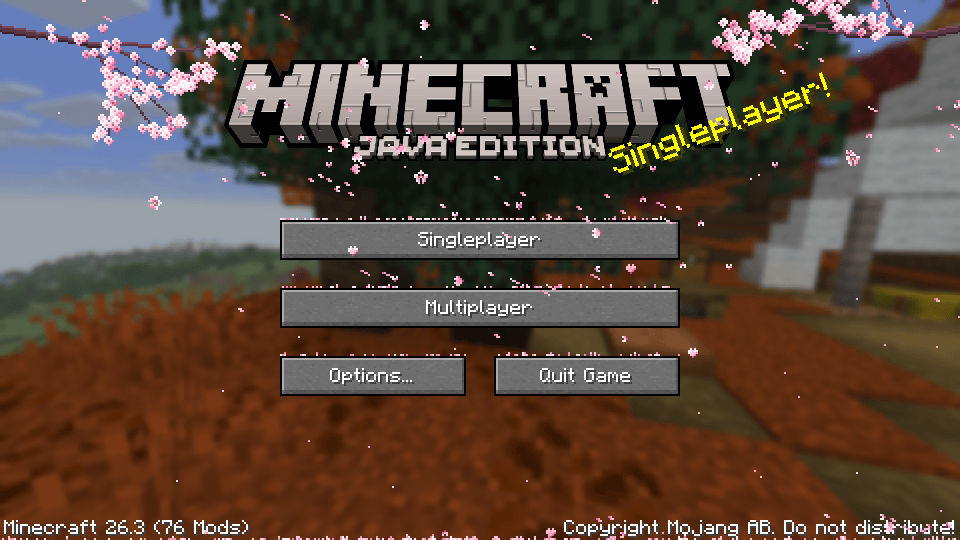 MINECRAFT
JAVA EDITION
Singleplayer!
Singleplayer
Multiplayer
Options...
Quit Game
Minecraft 26.3 (76 Mods)
Copyright Mojang AB. Do not distribute!